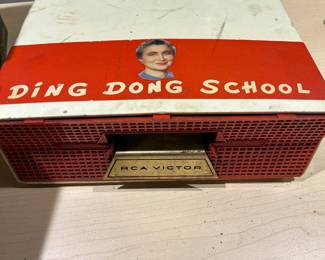 DiNG DONG SCHOOL
RCA VICTOR